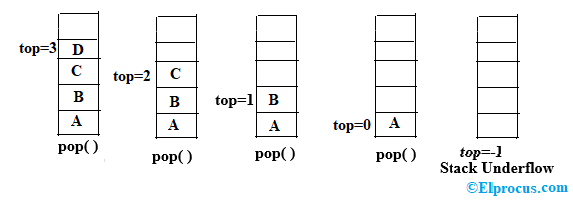 top=3 D
C
B
A
pop( )
top=2 C
B
A
pop( )
top=1 B
A
pop( )
top=0 A
pop( )
top=-1
Stack Underflow
©Elprocus.com